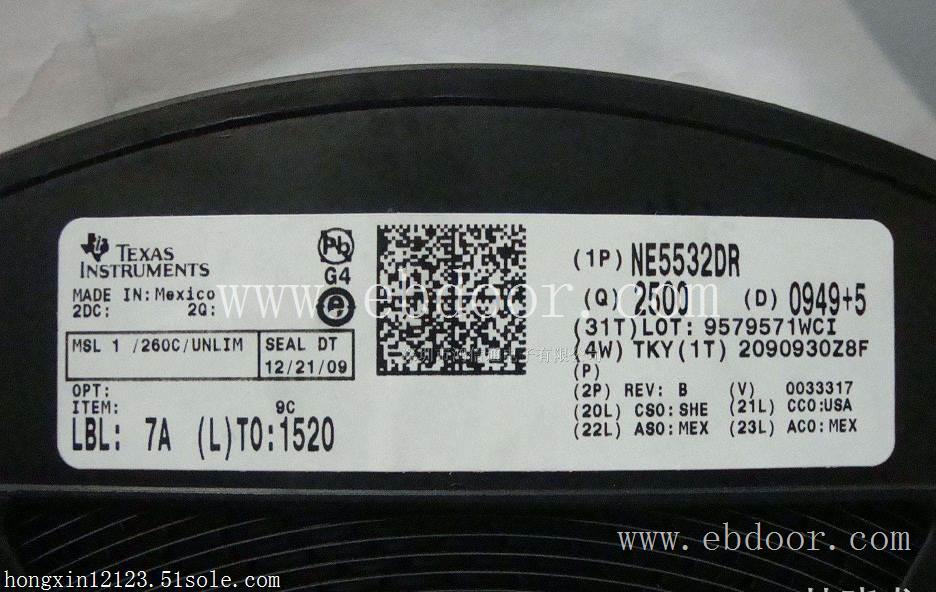 TEXAS
INSTRUMENTS
MADE IN: Mexico
2DC: 2Q:
Pb
G4
e
MSL 1 /260C/UNLIM
SEAL DT
12/21/09
OPT:
ITEM: 9C
LBL: 7A (L)TO:1520
(1P) NE5532DR
(Q) 2500 (D) 0949+5
(31T)LOT: 9579571WCI
(4W) TKY(1T) 2090930Z8F
(P)
(2P) REV: B (V) 0033317
(20L) CSO: SHE (21L) CCO:USA
(22L) ASO: MEX (23L) ACO: MEX
www.ebdoor.com
www.ebdoor.com
hongxin12123.51sole.com